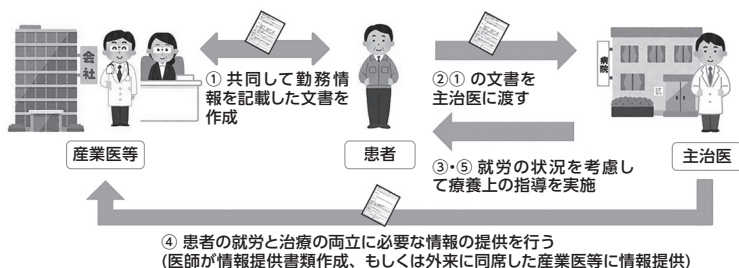 会社
病院
① 共同して勤務情
報を記載した文書を
作成
②① の文書を
主治医に渡す
産業医等
患者
主治医
③・⑤ 就労の状況を考慮し
て療養上の指導を実施
④ 患者の就労と治療の両立に必要な情報の提供を行う
(医師が情報提供書類作成、もしくは外来に同席した産業医等に情報提供)